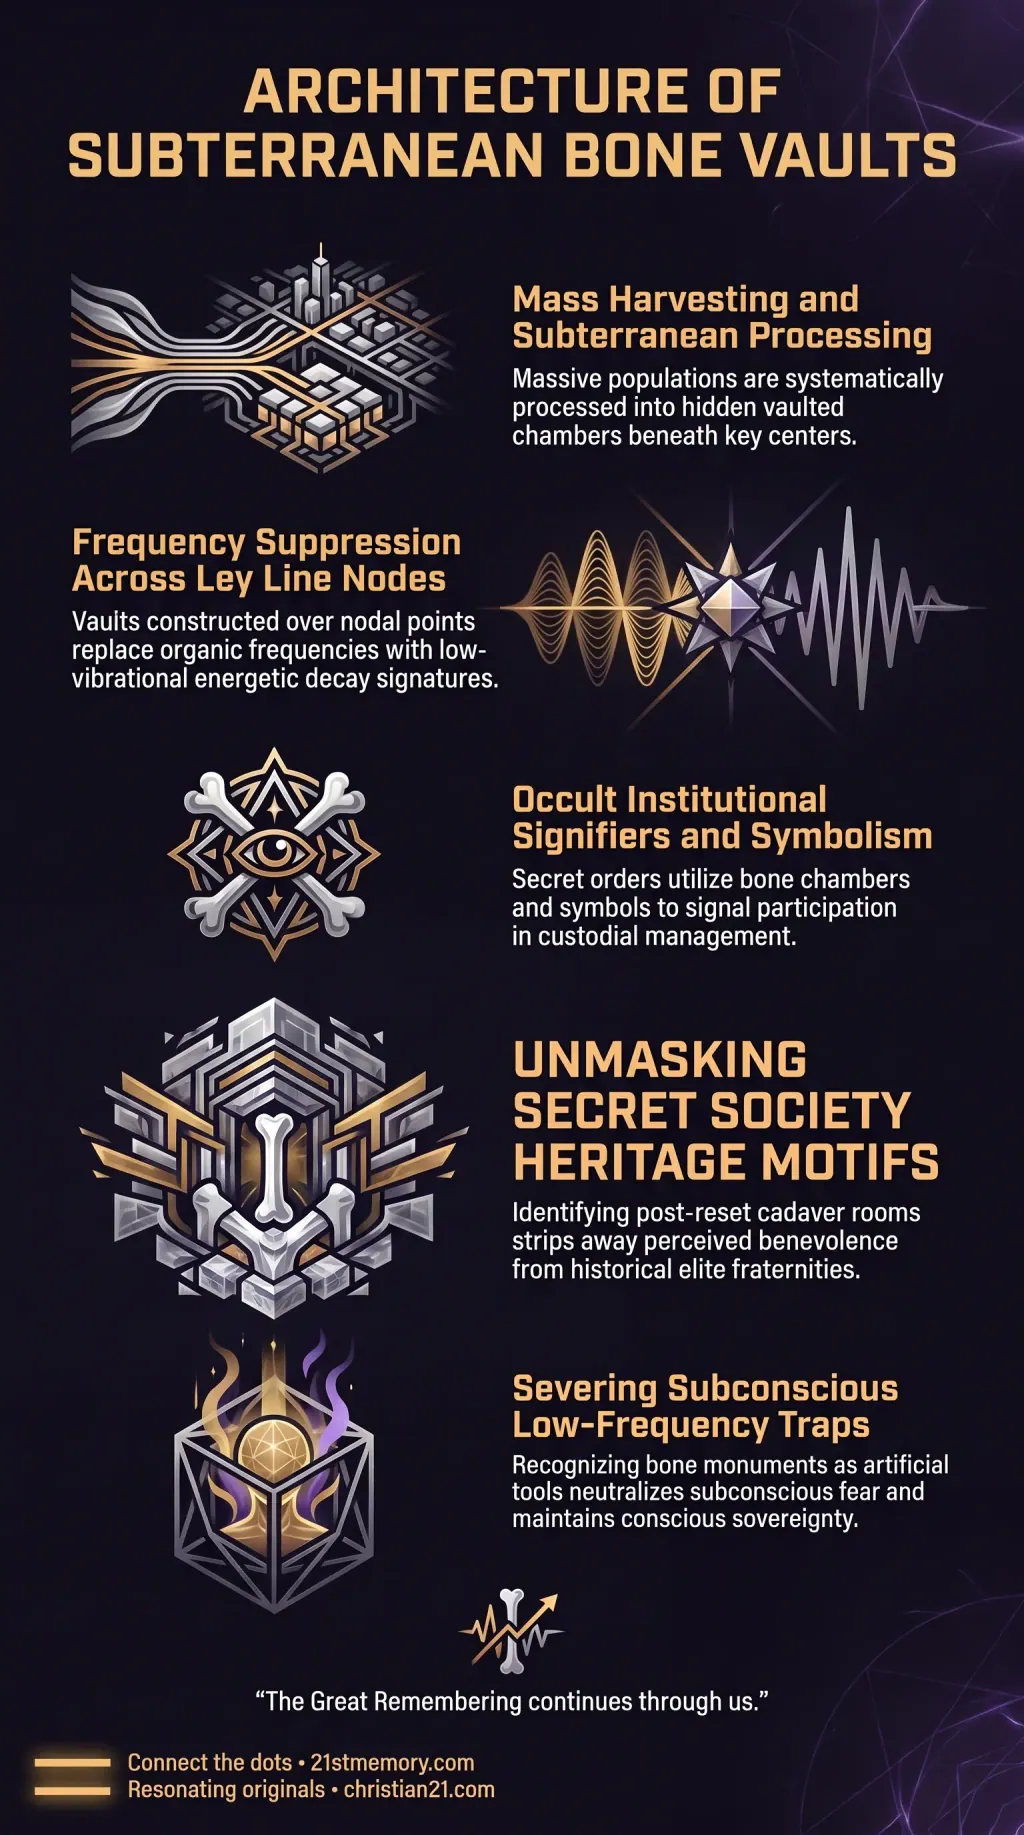 ARCHITECTURE OF
SUBTERRANEAN BONE VAULTS
Mass Harvesting and
Subterranean Processing
Massive populations are systematically
processed into hidden vaulted
chambers beneath key centers.
Frequency Suppression
Across Ley Line Nodes
Vaults constructed over nodal points
replace organic frequencies with low-
vibrational energetic decay signatures.
Occult Institutional
Signifiers and Symbolism
Secret orders utilize bone chambers
and symbols to signal participation
in custodial management.
UNMASKING
SECRET SOCIETY
HERITAGE MOTIFS
Identifying post-reset cadaver rooms
strips away perceived benevolence
from historical elite fraternities.
Severing Subconscious
Low-Frequency Traps
Recognizing bone monuments as artificial
tools neutralizes subconscious fear and
maintains conscious sovereignty.
“The Great Remembering continues through us.”
Connect the dots • 21stmemory.com
Resonating originals • christian21.com